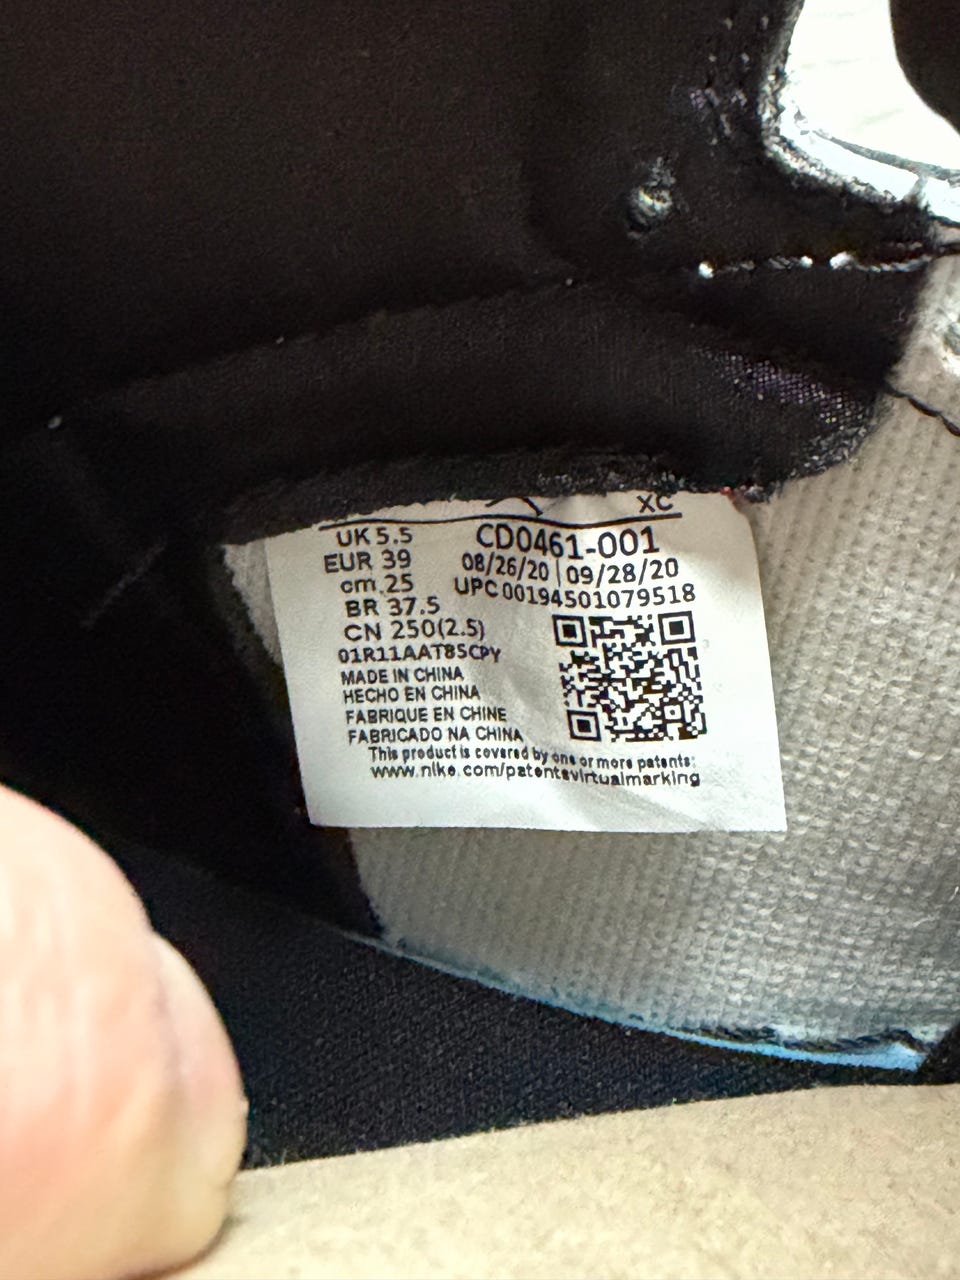 XC
UK 5.5
EUR 39
cm 25
BR 37.5
CN 250(2.5)
CD0461-001
08/26/20 | 09/28/20
UPC 00194501079518
01R11AAT8SCPY
MADE IN CHINA
HECHO EN CHINA
FABRIQUE EN CHINE
FABRICADO NA CHINA
This product is covered by one or more patents:
www.nike.com/patentsvirtualmarking